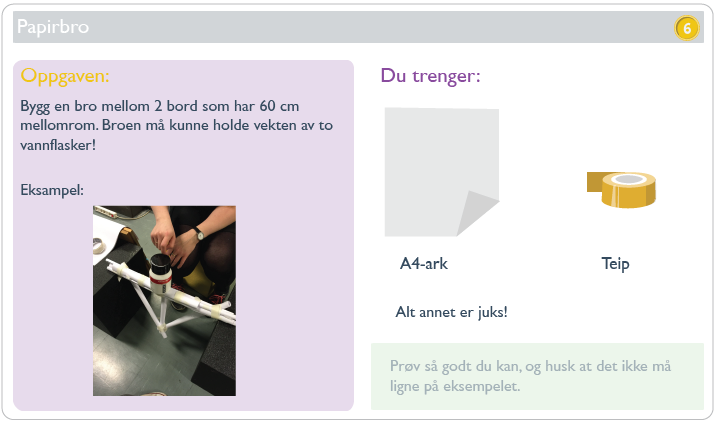 Papirbro
6
Oppgaven:
Bygg en bro mellom 2 bord som har 60 cm
mellomrom. Broen må kunne holde vekten av to
vannflasker!
Eksampel:
Du trenger:
A4-ark
Teip
Alt annet er juks!
Prøv så godt du kan, og husk at det ikke må
ligne på eksempelet.